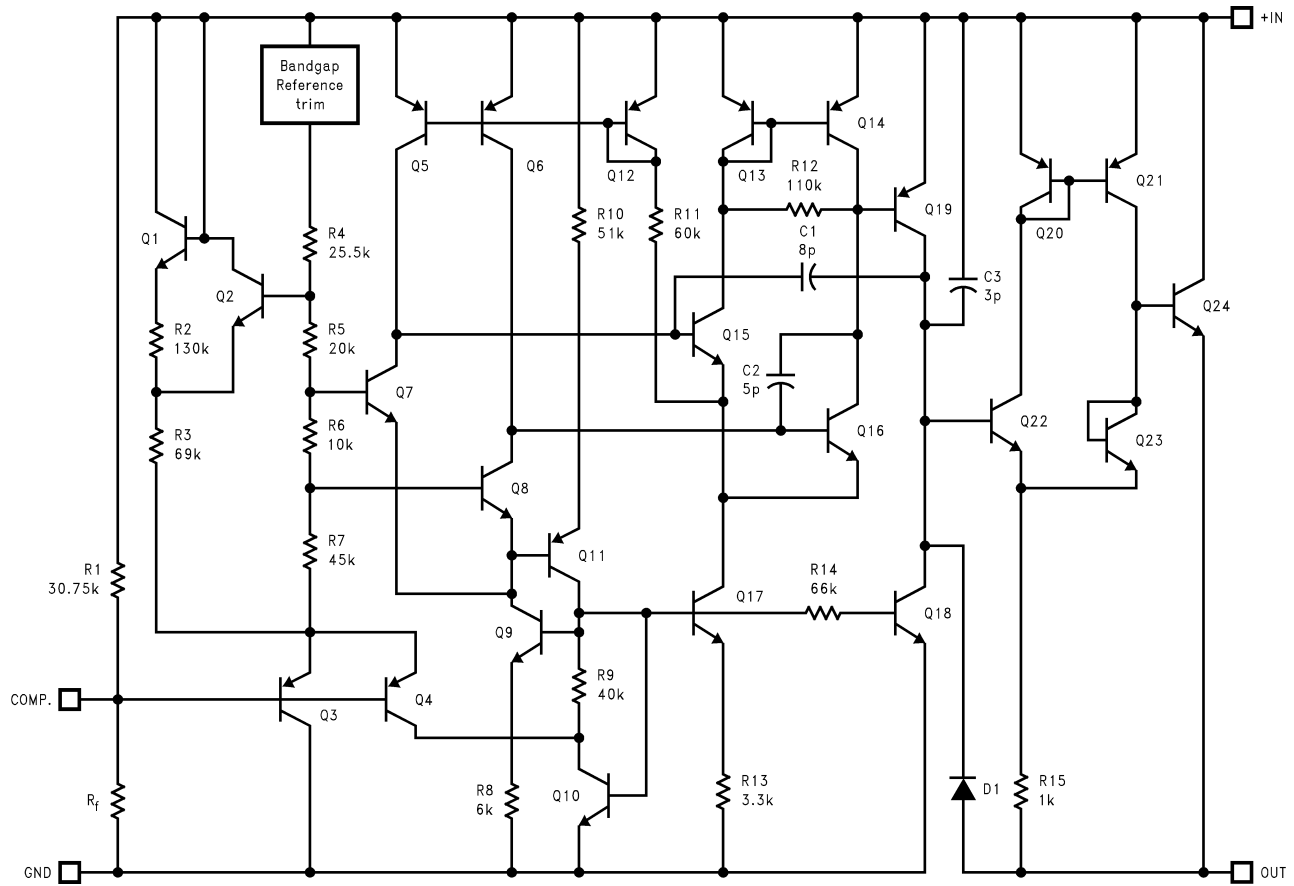 +IN
Bandgap
Reference
trim
Q14
Q5
Q6
Q12
Q13
R12
110k
Q21
Q1
R4
25.5k
R10
51k
R11
60k
Q19
Q20
C1
8p
Q2
C3
3p
Q24
R2
130k
R5
20k
Q15
C2
5p
Q7
R3
69k
R6
10k
Q16
Q22
Q23
Q8
R7
45k
Q11
R1
30.75k
R14
66k
Q17
Q18
Q9
R9
40k
COMP.
Q3
Q4
Rf
R8
6k
Q10
R13
3.3k
D1
R15
1k
GND
OUT